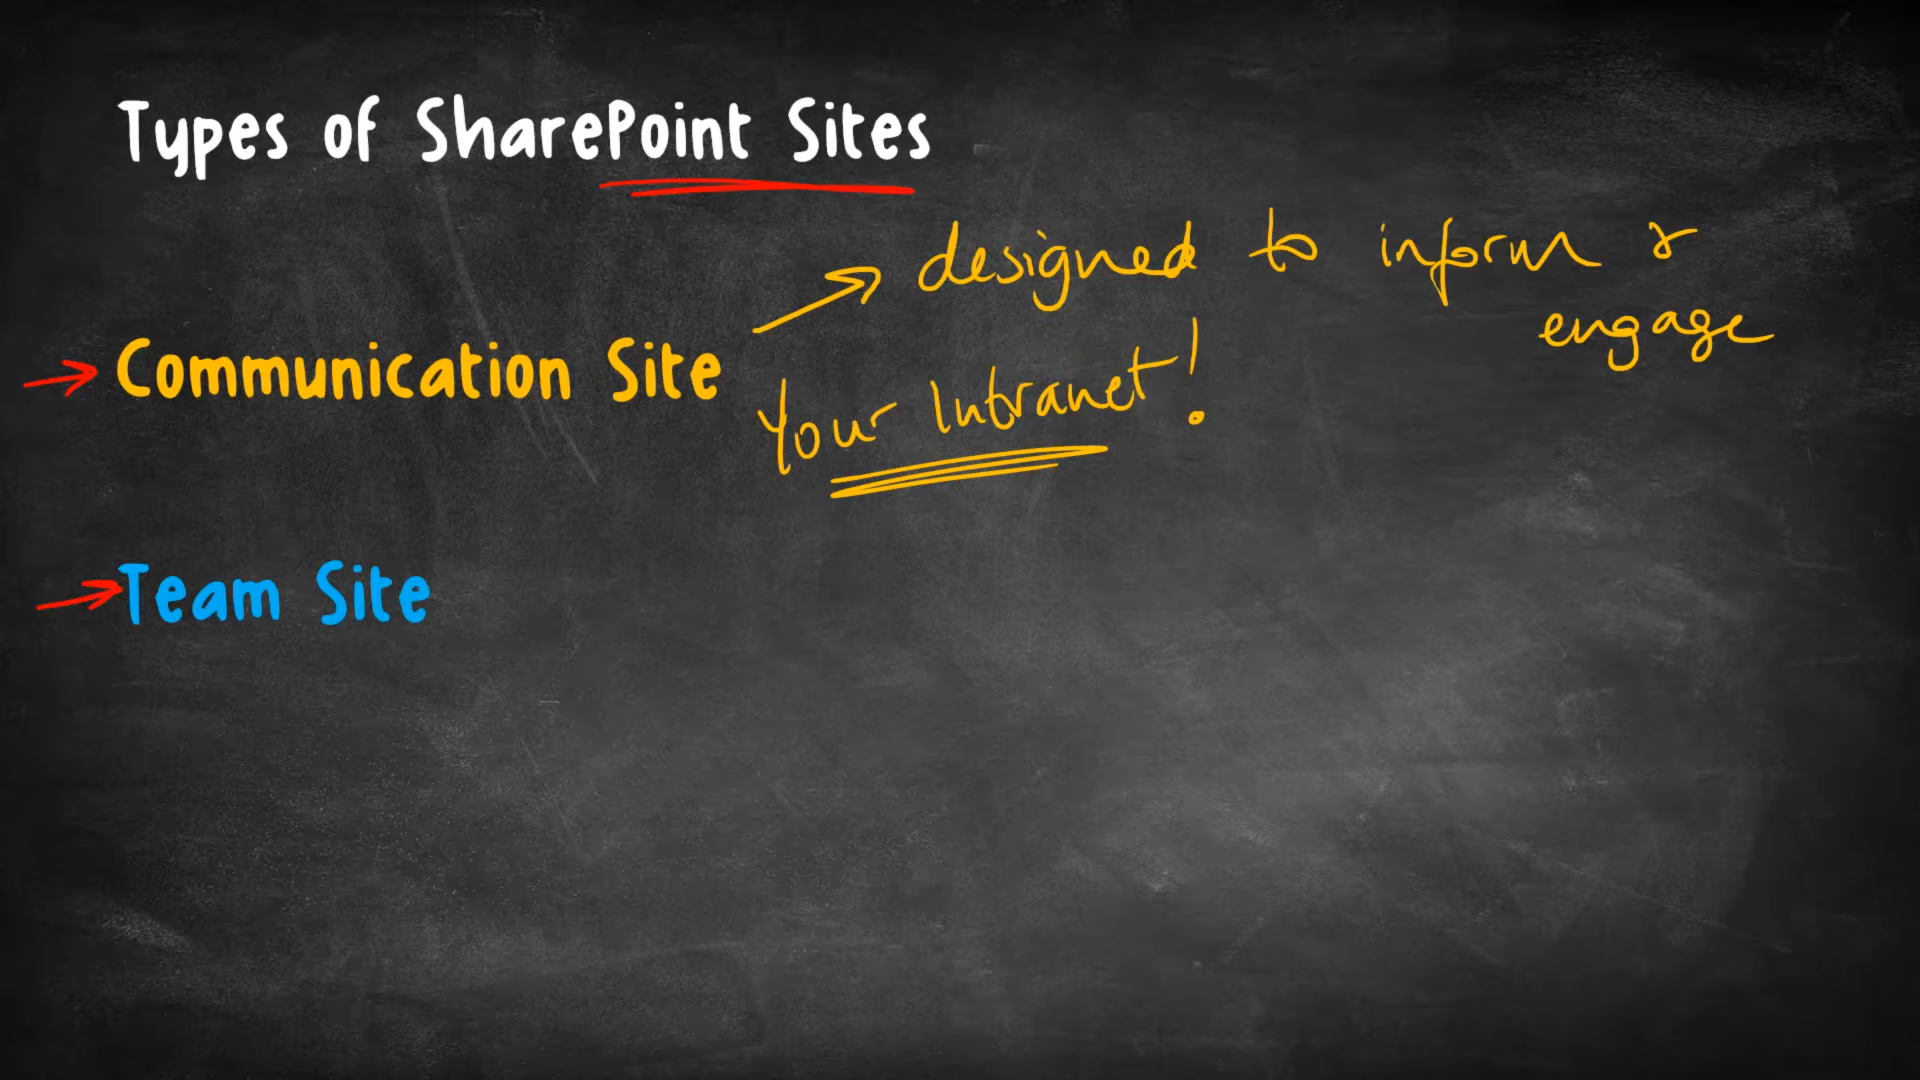 Types of SharePoint Sites
designed to inform &
engage
Communication Site
Your Intranet!
Team Site